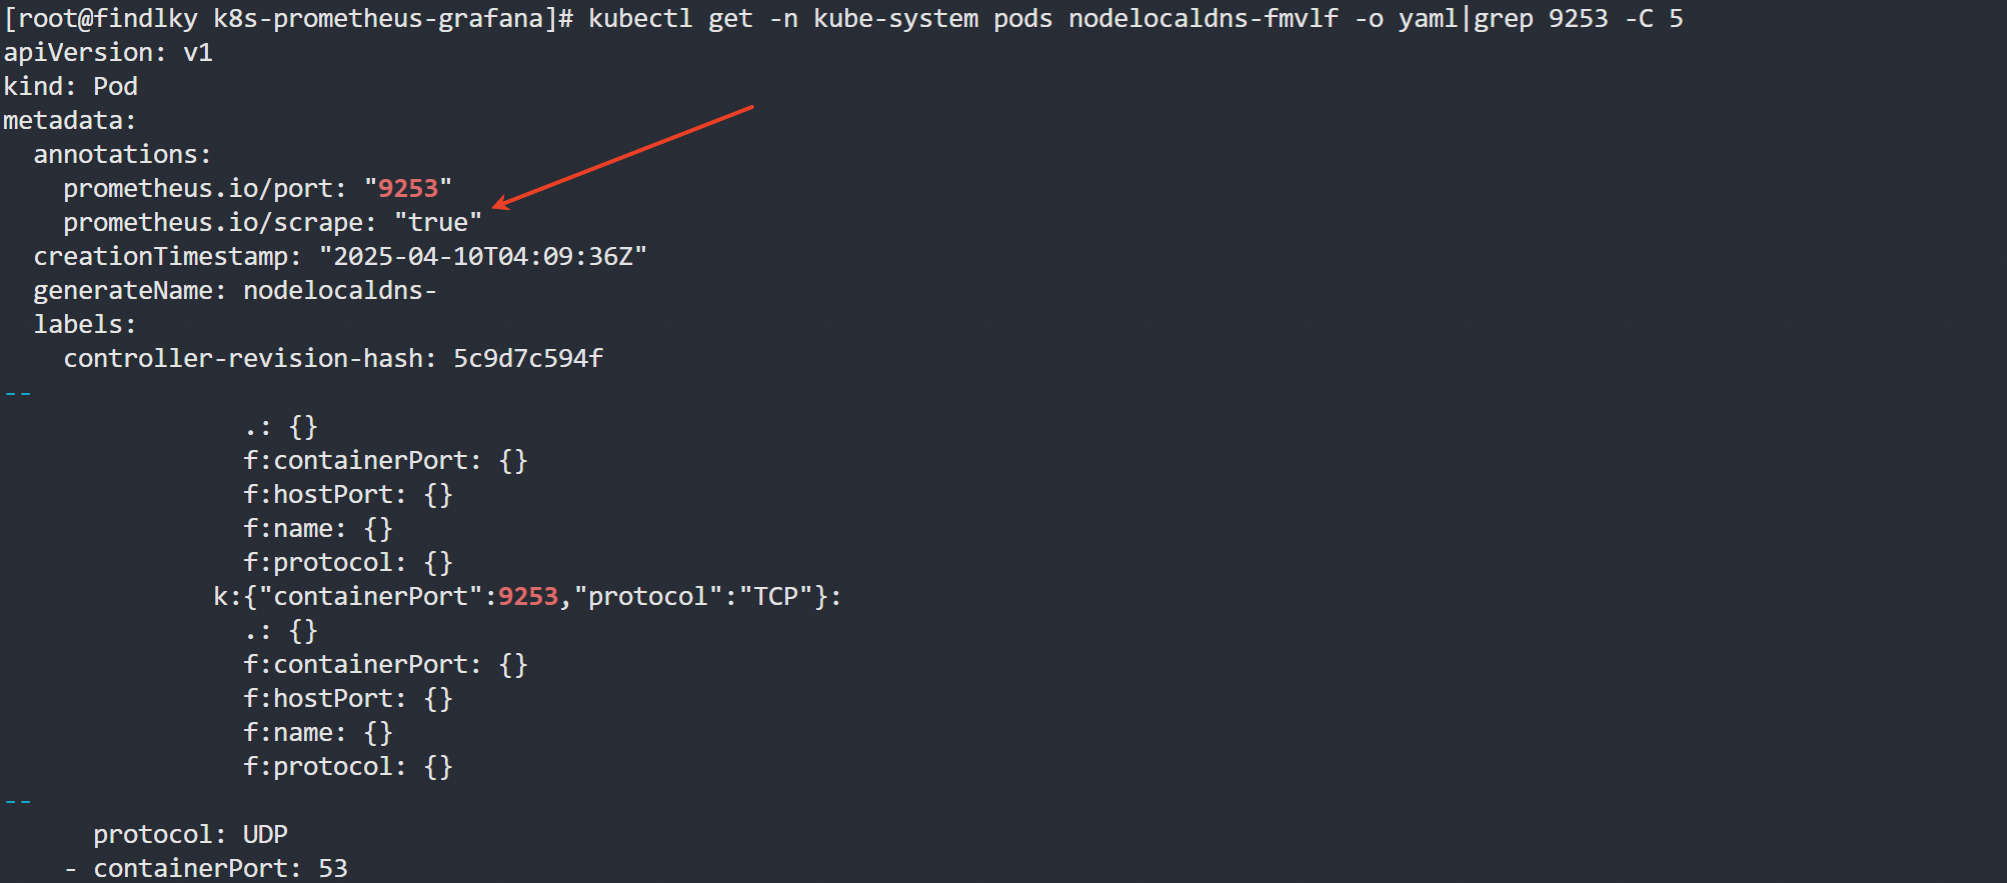 [root@findlky k8s-prometheus-grafana]# kubectl get -n kube-system pods nodelocaldns-fmvlf -o yaml|grep 9253 -C 5
apiVersion: v1
kind: Pod
metadata:
  annotations:
    prometheus.io/port: "9253"
    prometheus.io/scrape: "true"
  creationTimestamp: "2025-04-10T04:09:36Z"
  generateName: nodelocaldns-
  labels:
    controller-revision-hash: 5c9d7c594f
--
                .: {}
                f:containerPort: {}
                f:hostPort: {}
                f:name: {}
                f:protocol: {}
              k:{"containerPort":9253,"protocol":"TCP"}:
                .: {}
                f:containerPort: {}
                f:hostPort: {}
                f:name: {}
                f:protocol: {}
--
      protocol: UDP
    - containerPort: 53